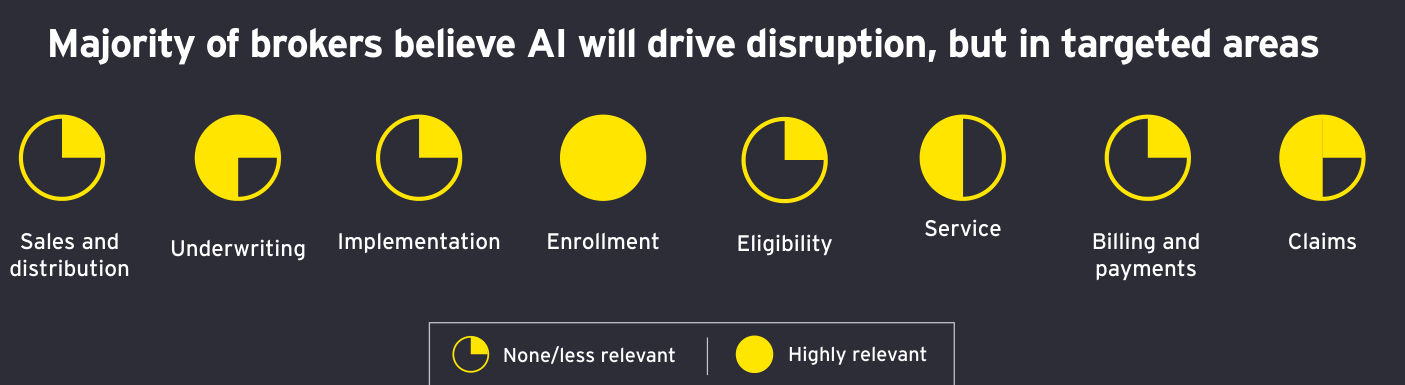 Majority of brokers believe AI will drive disruption, but in targeted areas
Sales and
distribution
Underwriting
Implementation
Enrollment
Eligibility
Service
Billing and
payments
Claims
None/less relevant
Highly relevant